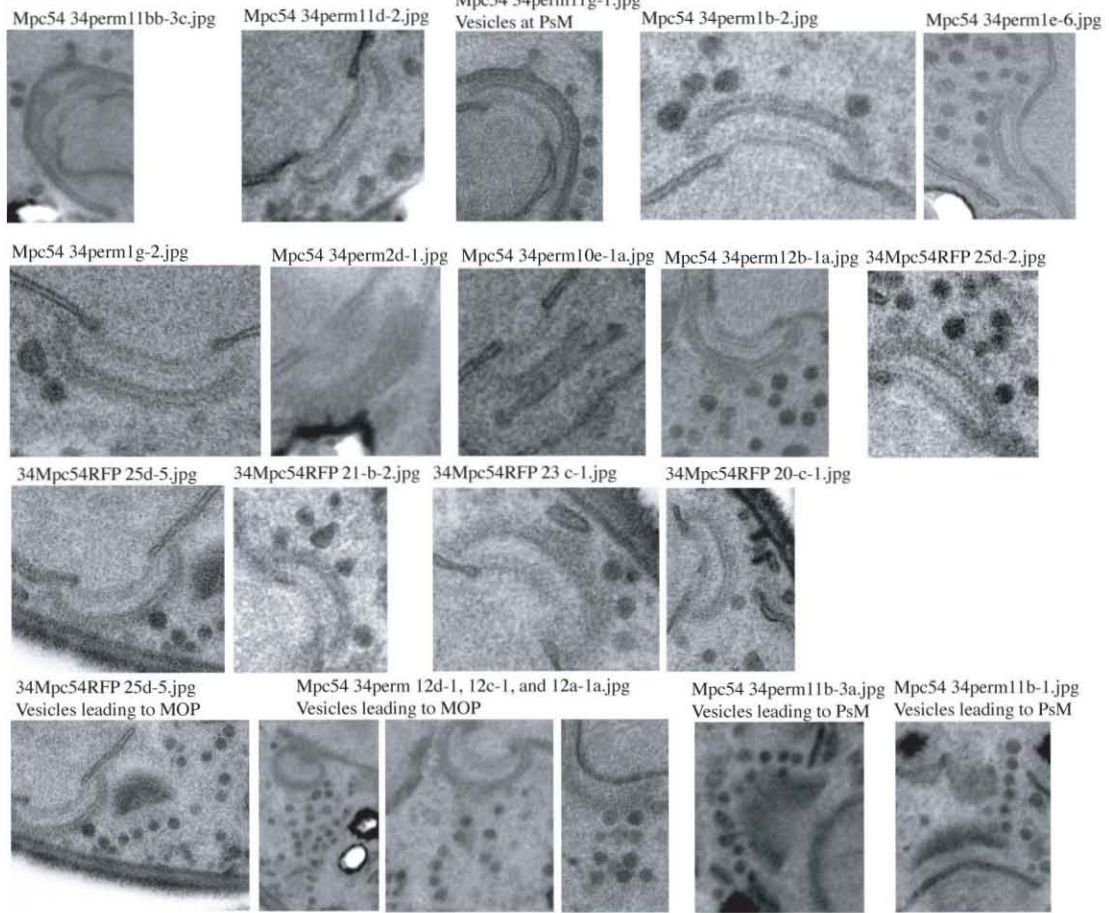 Mpc54 34perm11bb-3c.jpg
Mpc54 34perm11d-2.jpg
Mpc54 34perm11g-1.jpg
Vesicles at PsM
Mpc54 34perm1b-2.jpg
Mpc54 34perm1e-6.jpg
Mpc54 34perm1g-2.jpg
Mpc54 34perm2d-1.jpg
Mpc54 34perm10e-1a.jpg
Mpc54 34perm12b-1a.jpg
34Mpc54RFP 25d-2.jpg
34Mpc54RFP 25d-5.jpg
34Mpc54RFP 21-b-2.jpg
34Mpc54RFP 23 c-1.jpg
34Mpc54RFP 20-c-1.jpg
34Mpc54RFP 25d-5.jpg
Vesicles leading to MOP
Mpc54 34perm 12d-1, 12c-1, and 12a-1a.jpg
Vesicles leading to MOP
Mpc54 34perm11b-3a.jpg
Vesicles leading to PsM
Mpc54 34perm11b-1.jpg
Vesicles leading to PsM